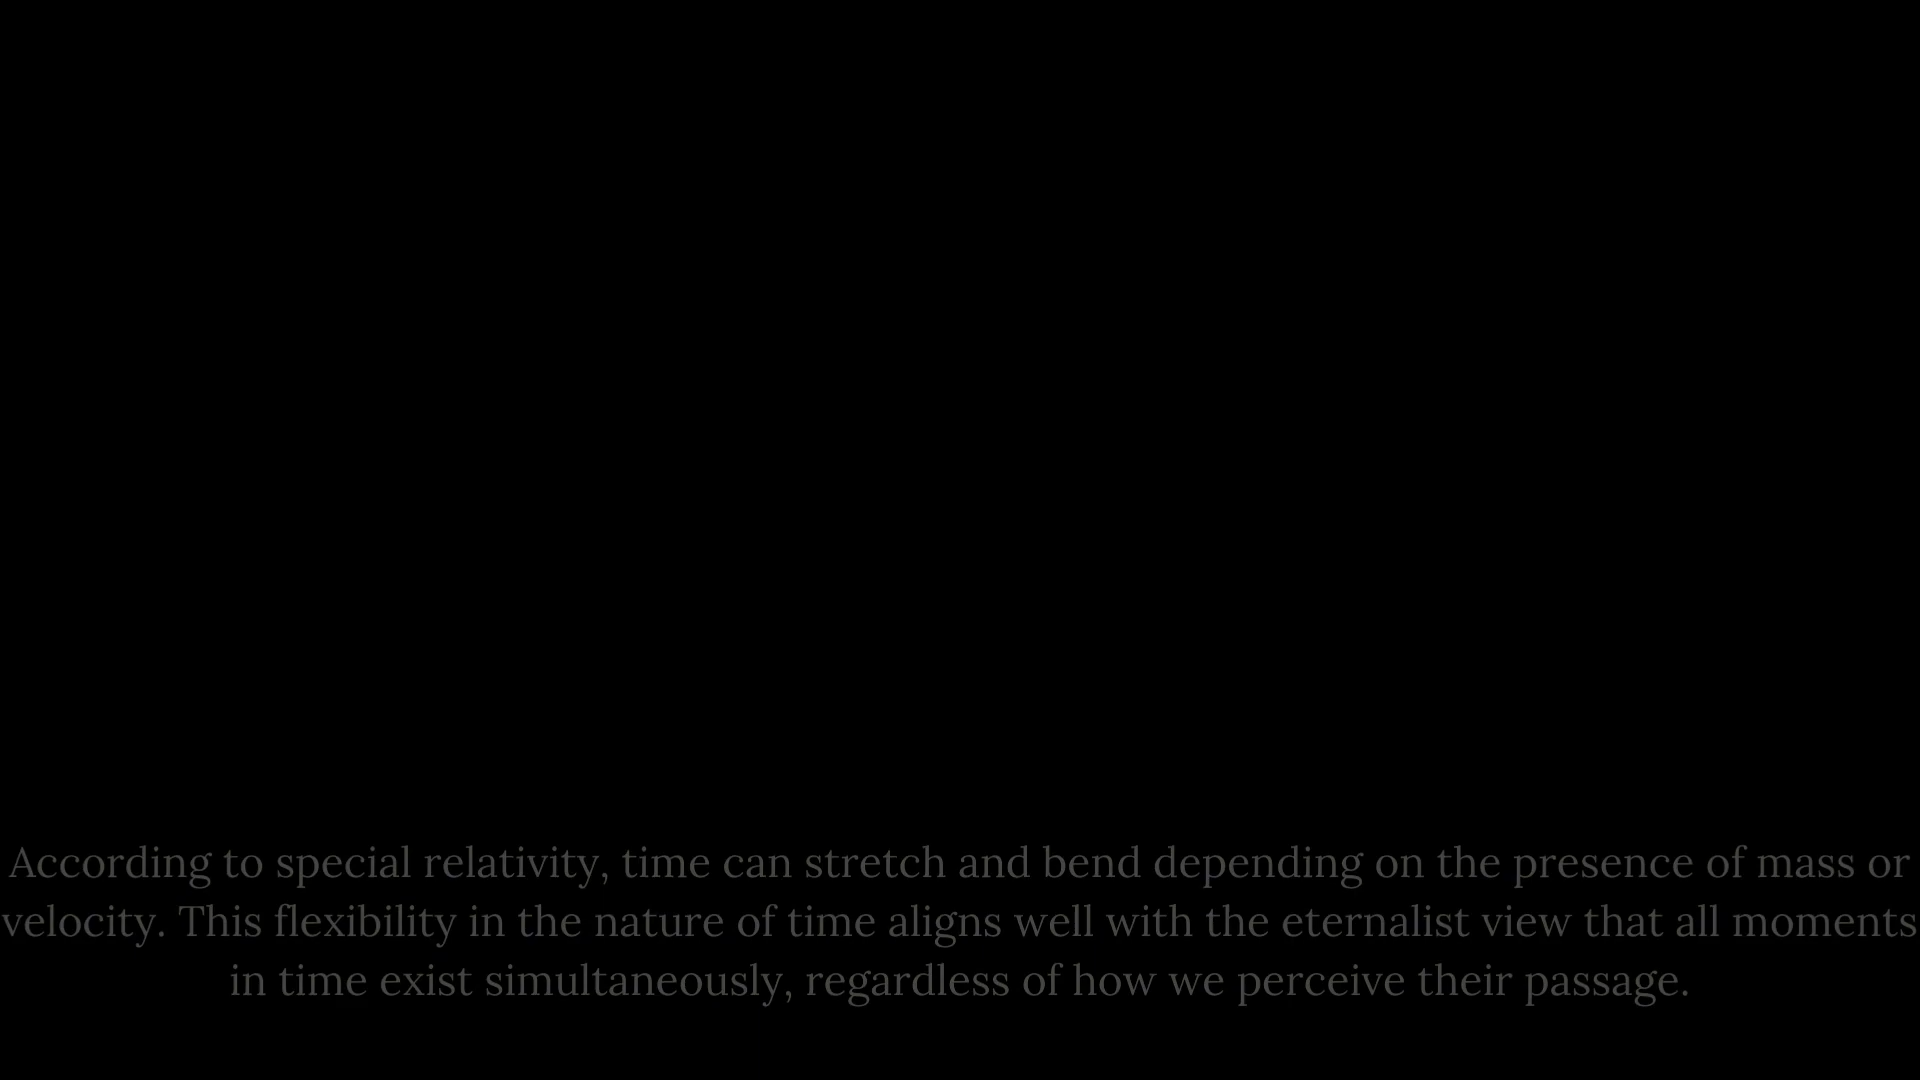 According to special relativity, time can stretch and bend depending on the presence of mass or
velocity. This flexibility in the nature of time aligns well with the eternalist view that all moments
in time exist simultaneously, regardless of how we perceive their passage.